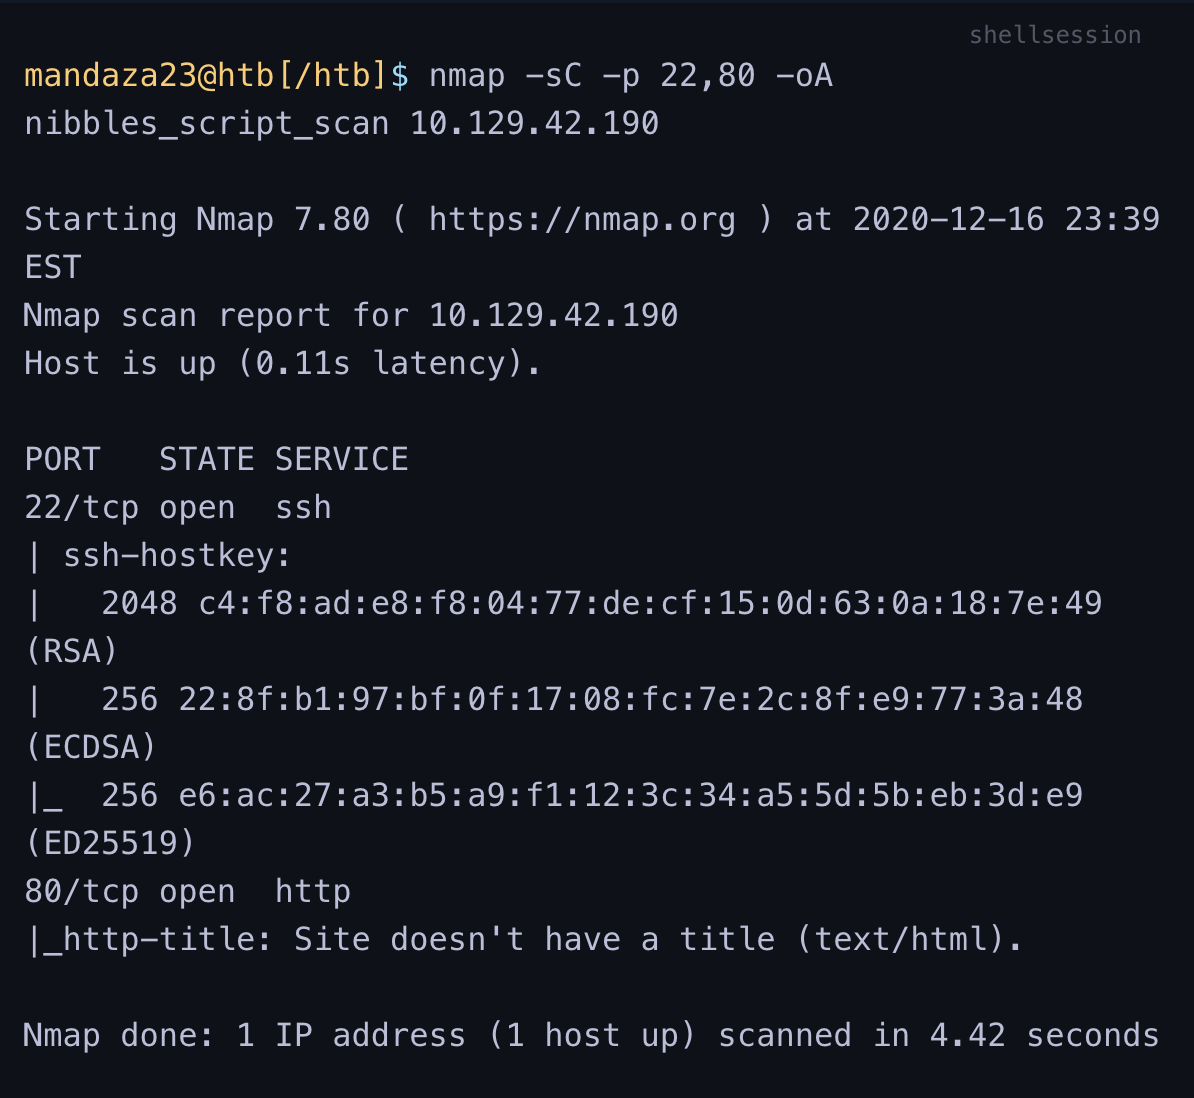 shellsession
mandaza23@htb[/htb]$ nmap -sC -p 22,80 -oA
nibbles_script_scan 10.129.42.190
Starting Nmap 7.80 ( https://nmap.org ) at 2020-12-16 23:39
EST
Nmap scan report for 10.129.42.190
Host is up (0.11s latency).
PORT   STATE SERVICE
22/tcp open  ssh
| ssh-hostkey:
|   2048 c4:f8:ad:e8:f8:04:77:de:cf:15:0d:63:0a:18:7e:49
(RSA)
|   256 22:8f:b1:97:bf:0f:17:08:fc:7e:2c:8f:e9:77:3a:48
(ECDSA)
|_  256 e6:ac:27:a3:b5:a9:f1:12:3c:34:a5:5d:5b:eb:3d:e9
(ED25519)
80/tcp open  http
|_http-title: Site doesn't have a title (text/html).
Nmap done: 1 IP address (1 host up) scanned in 4.42 seconds